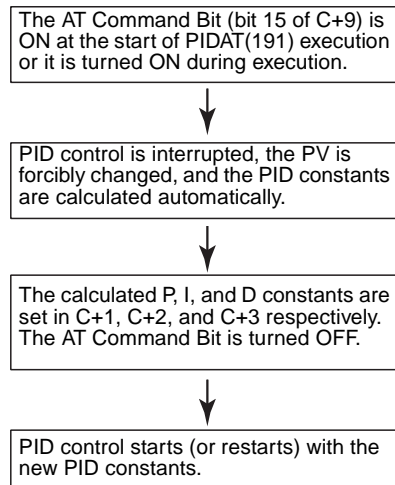 The AT Command Bit (bit 15 of C+9) is
ON at the start of PIDAT(191) execution
or it is turned ON during execution.
PID control is interrupted, the PV is
forcibly changed, and the PID constants
are calculated automatically.
The calculated P, I, and D constants are
set in C+1, C+2, and C+3 respectively.
The AT Command Bit is turned OFF.
PID control starts (or restarts) with the
new PID constants.